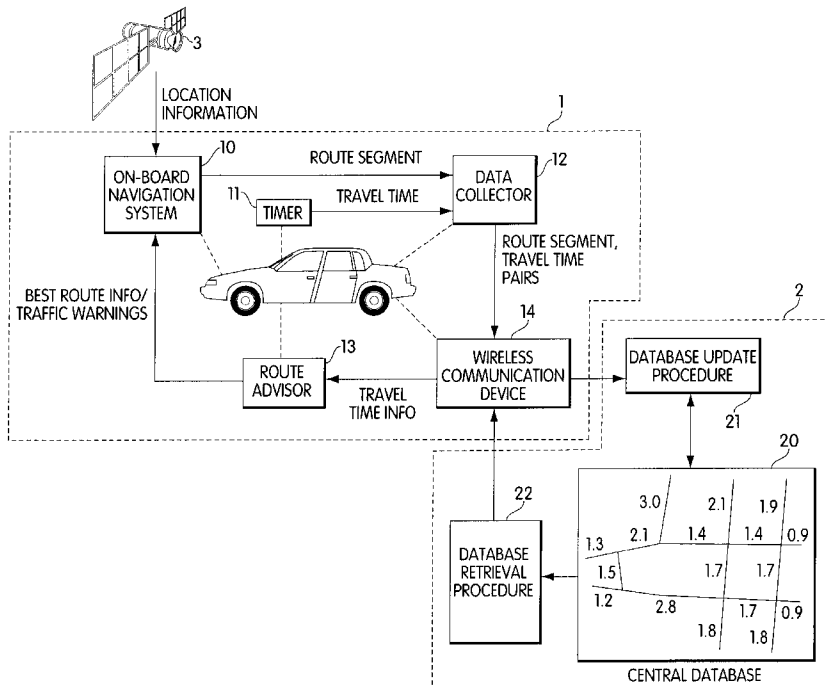 3
LOCATION
INFORMATION
1
10
ON-BOARD
NAVIGATION
SYSTEM
ROUTE SEGMENT
12
DATA
COLLECTOR
11
TIMER
TRAVEL TIME
ROUTE SEGMENT,
TRAVEL TIME
PAIRS
BEST ROUTE INFO/
TRAFFIC WARNINGS
14
2
13
ROUTE
ADVISOR
TRAVEL
TIME INFO
WIRELESS
COMMUNICATION
DEVICE
DATABASE UPDATE
PROCEDURE
21
20
22
DATABASE
RETRIEVAL
PROCEDURE
3.0 2.1 1.9
1.3 2.1 1.4 1.4 0.9
1.5 1.7 1.7
1.2 2.8 1.7 0.9
1.8 1.8
CENTRAL DATABASE